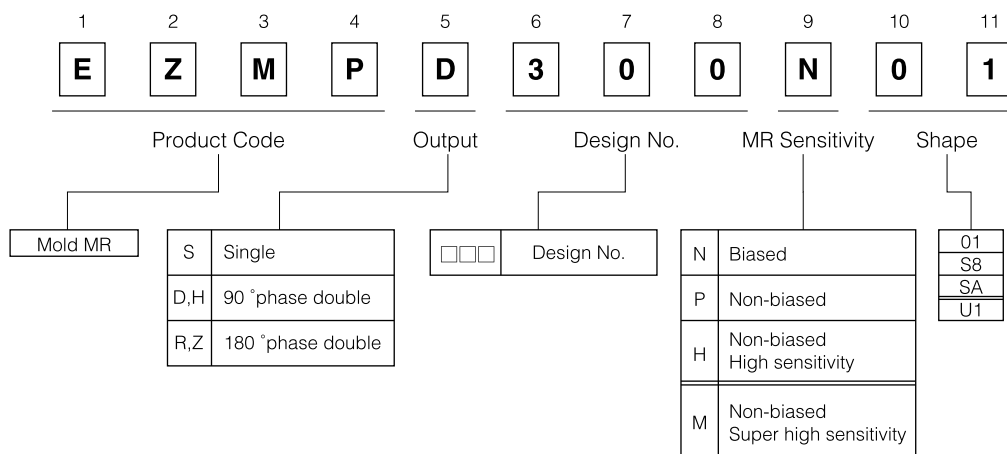 1 2 3 4 5 6 7 8 9 10 11
E Z M P D 3 0 0 N 0 1
Product Code Output Design No. MR Sensitivity Shape
Mold MR
S Single
D,H 90 °phase double
R,Z 180 °phase double
□□□ Design No.
N Biased
P Non-biased
H Non-biased
High sensitivity
M Non-biased
Super high sensitivity
01
S8
SA
U1